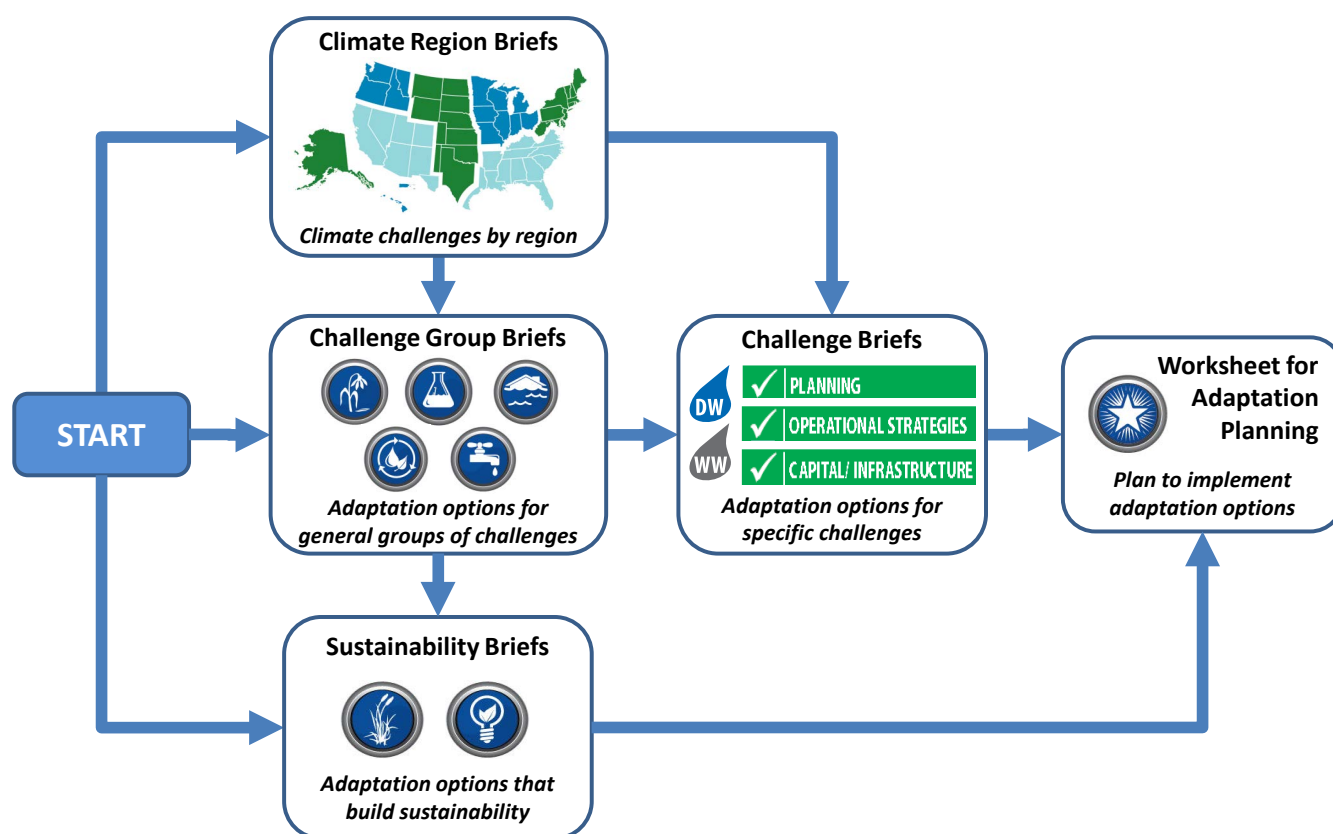 Climate Region Briefs
Climate challenges by region
START
Challenge Group Briefs
Adaptation options for
general groups of challenges
Challenge Briefs
DW
WW
PLANNING
OPERATIONAL STRATEGIES
CAPITAL/ INFRASTRUCTURE
Adaptation options for
specific challenges
Worksheet for
Adaptation
Planning
Plan to implement
adaptation options
Sustainability Briefs
Adaptation options that
build sustainability